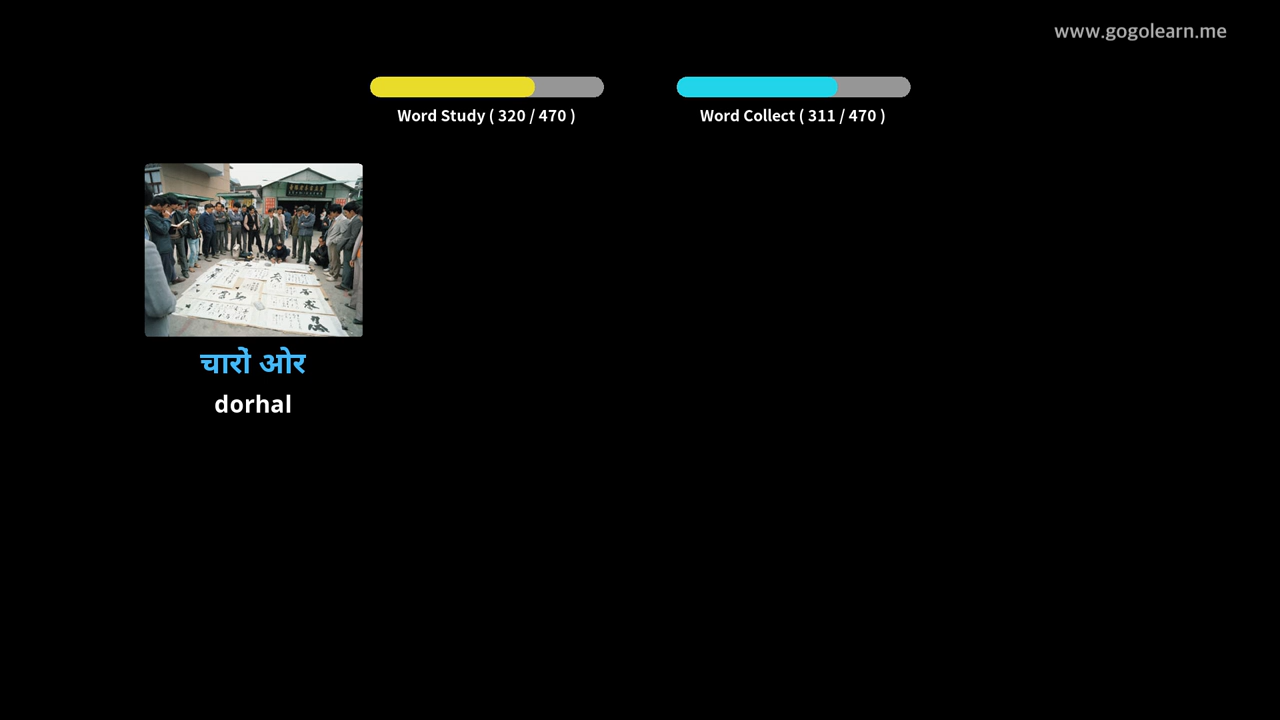 www.gogolearn.me
Word Study ( 320 / 470 )
Word Collect ( 311 / 470 )
चारों ओर
dorhal